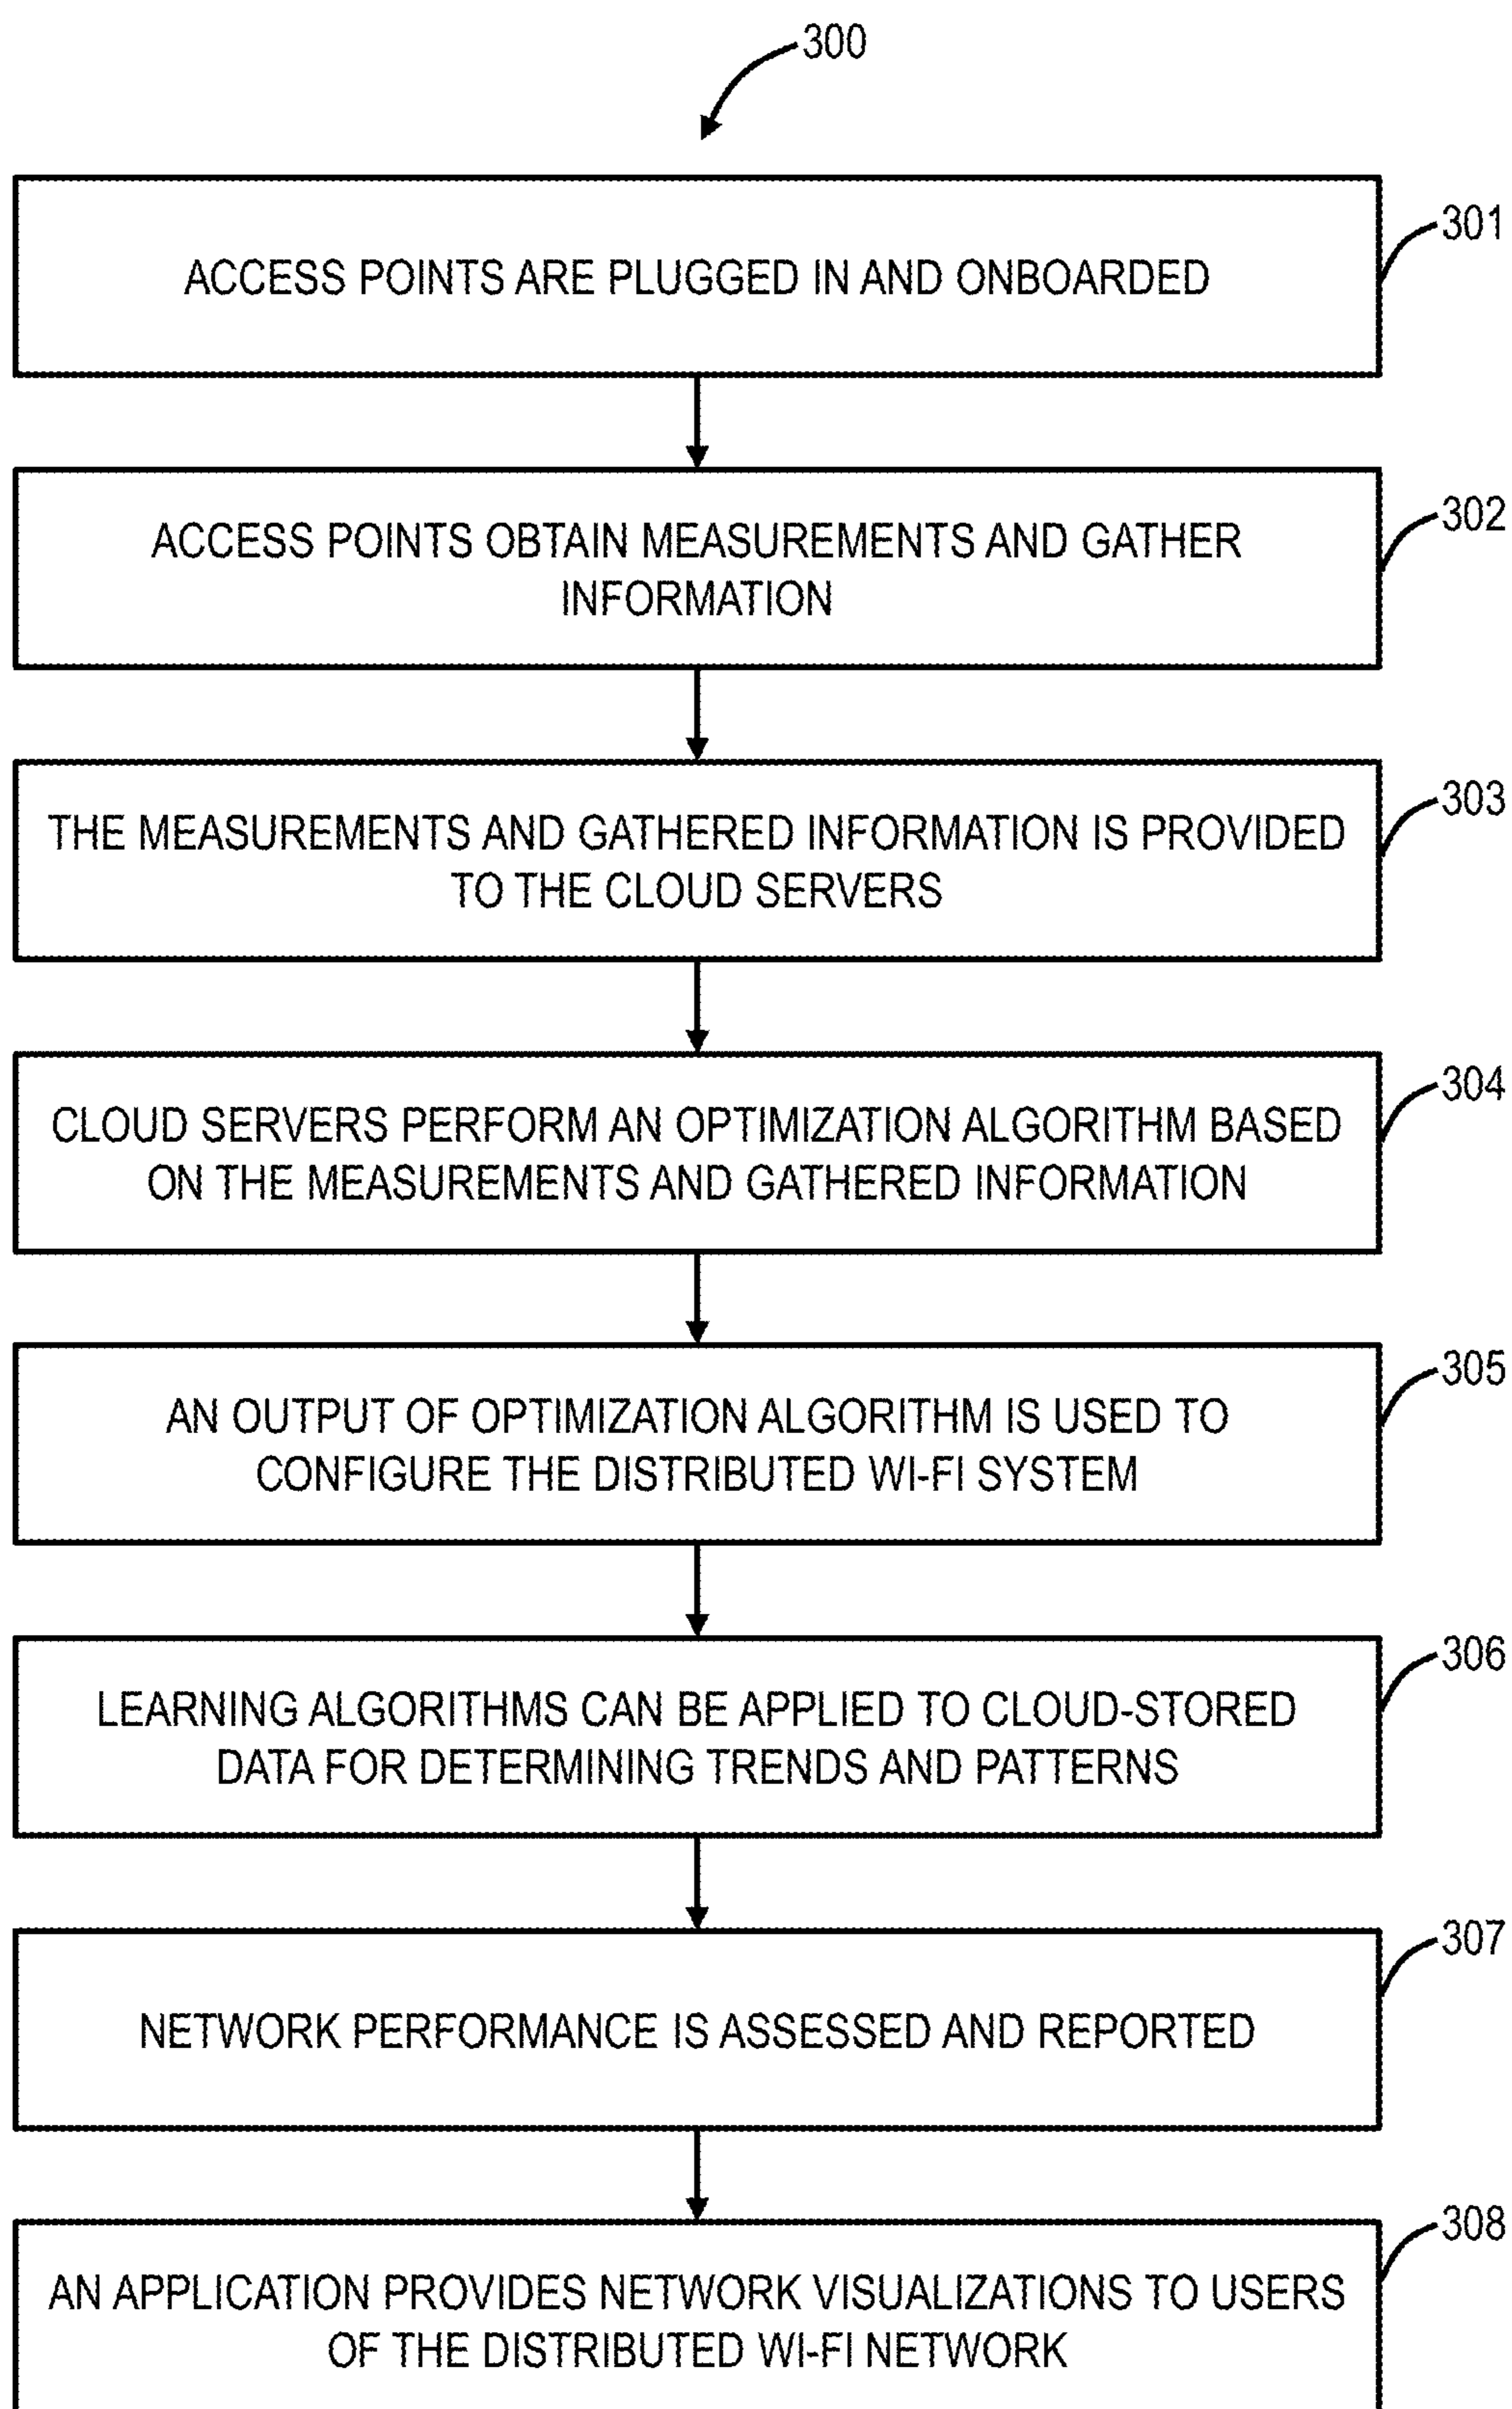 300
301
ACCESS POINTS ARE PLUGGED IN AND ONBOARDED
302
ACCESS POINTS OBTAIN MEASUREMENTS AND GATHER
INFORMATION
303
THE MEASUREMENTS AND GATHERED INFORMATION IS PROVIDED
TO THE CLOUD SERVERS
304
CLOUD SERVERS PERFORM AN OPTIMIZATION ALGORITHM BASED
ON THE MEASUREMENTS AND GATHERED INFORMATION
305
AN OUTPUT OF OPTIMIZATION ALGORITHM IS USED TO
CONFIGURE THE DISTRIBUTED WI-FI SYSTEM
306
LEARNING ALGORITHMS CAN BE APPLIED TO CLOUD-STORED
DATA FOR DETERMINING TRENDS AND PATTERNS
307
NETWORK PERFORMANCE IS ASSESSED AND REPORTED
308
AN APPLICATION PROVIDES NETWORK VISUALIZATIONS TO USERS
OF THE DISTRIBUTED WI-FI NETWORK